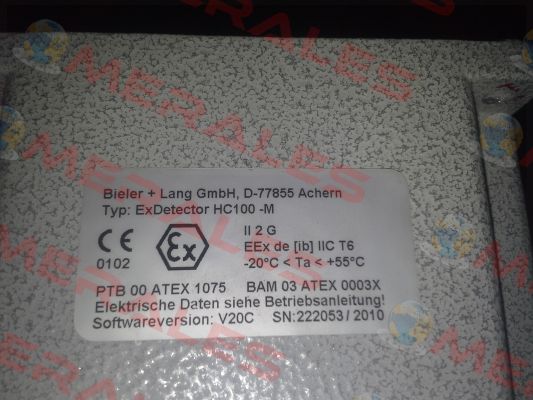 MERALES
Bieler + Lang GmbH, D-77855 Achern
Typ: ExDetector HC100 -M
CE Ex II 2 G
EEx de [ib] IIC T6
0102 -20°C < Ta < +55°C
PTB 00 ATEX 1075 BAM 03 ATEX 0003X
Elektrische Daten siehe Betriebsanleitung!
Softwareversion: V20C SN:222053 / 2010